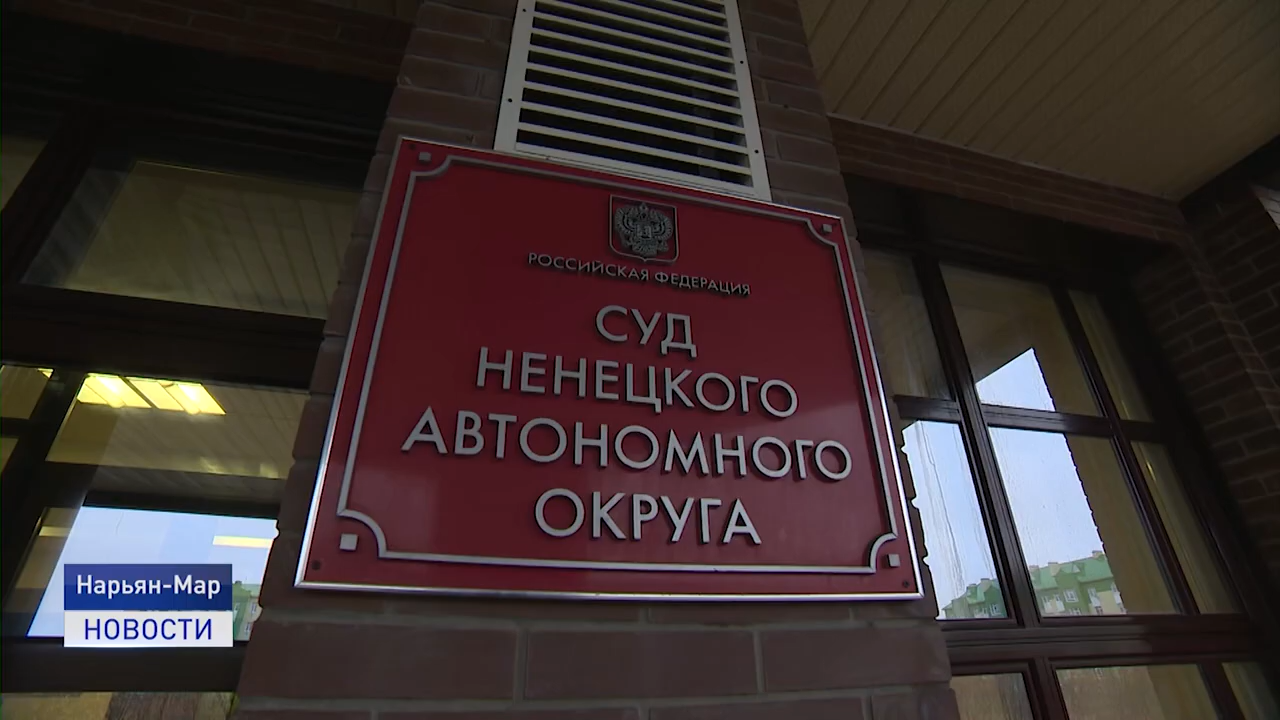 РОССИЙСКАЯ ФЕДЕРАЦИЯ
СУД
НЕНЕЦКОГО
АВТОНОМНОГО
ОКРУГА
Нарьян-Мар
НОВОСТИ